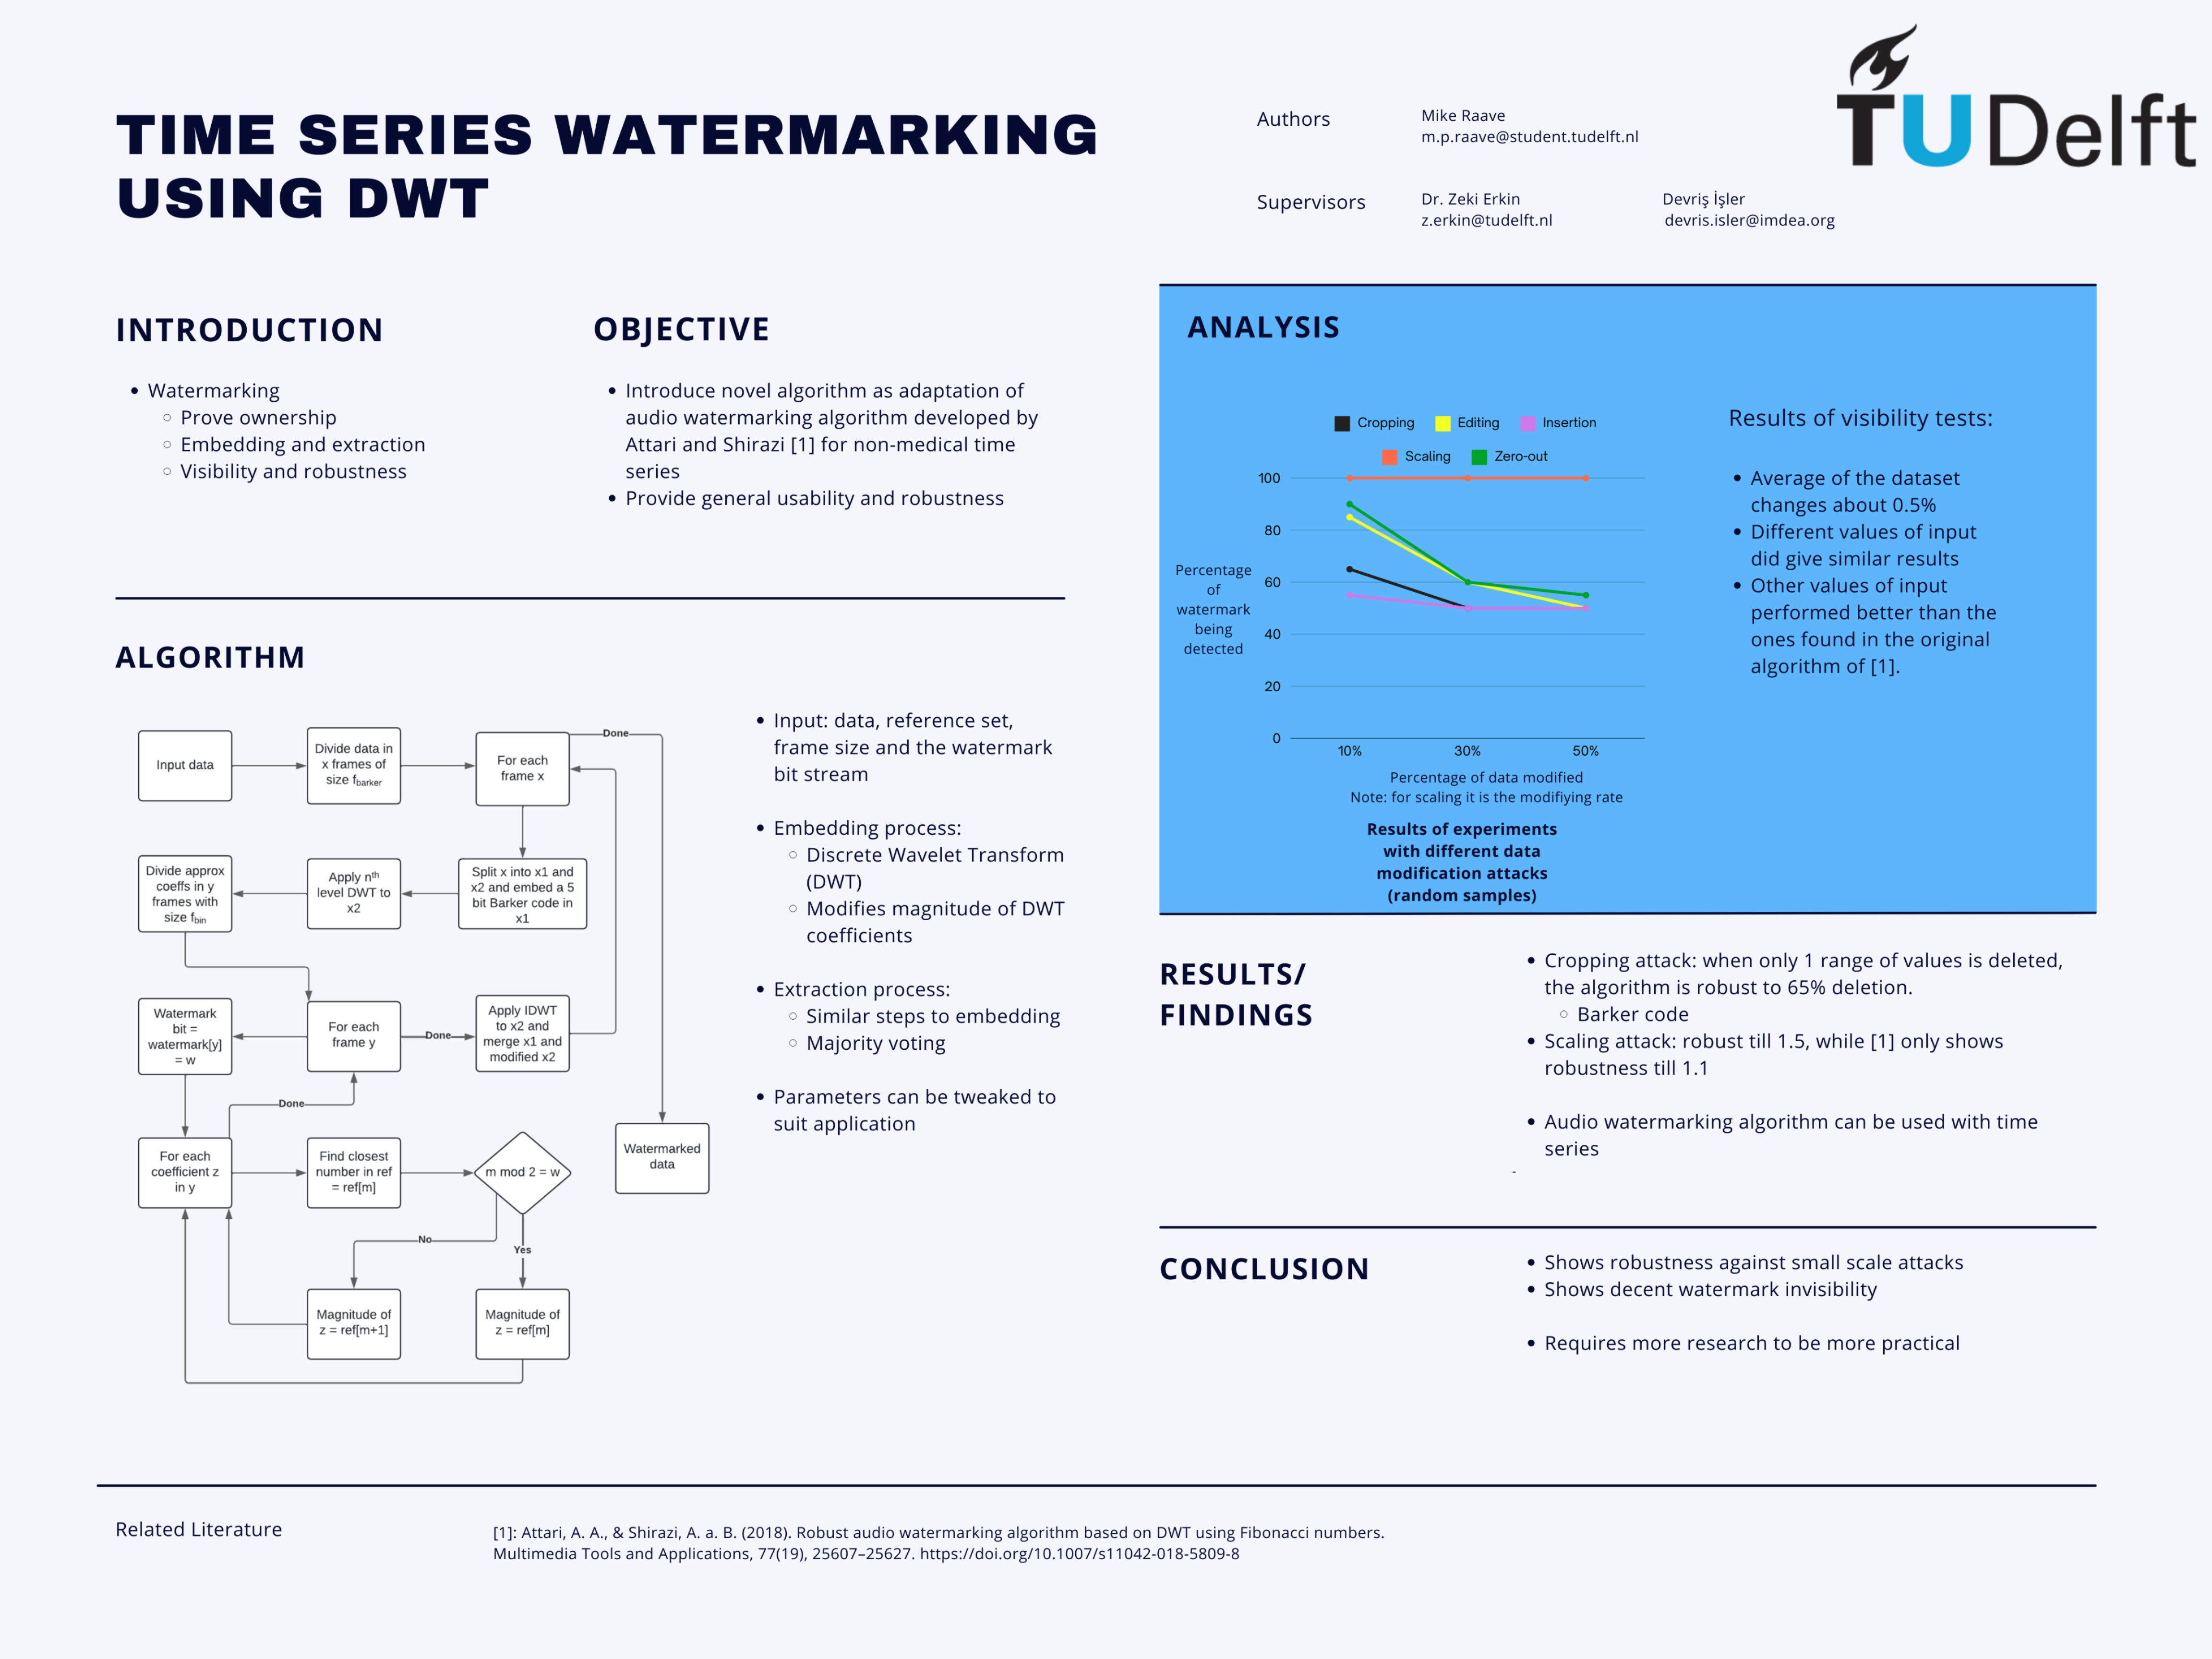 TIME SERIES WATERMARKING
USING DWT
Authors
Mike Raave
m.p.raave@student.tudelft.nl
Supervisors
Dr. Zeki Erkin
z.erkin@tudelft.nl
Devriş İşler
devris.isler@imdea.org
TUDelft
INTRODUCTION
• Watermarking
○ Prove ownership
○ Embedding and extraction
○ Visibility and robustness
OBJECTIVE
• Introduce novel algorithm as adaptation of
audio watermarking algorithm developed by
Attari and Shirazi [1] for non-medical time
series
• Provide general usability and robustness
ALGORITHM
Input data
Divide data in
x frames of
size fbarker
For each
frame x
Done
Divide approx
coeffs in y
frames with
size fbin
Apply nth
level DWT to
x2
Split x into x1 and
x2 and embed a 5
bit Barker code in
x1
Watermark
bit =
watermark[y]
= w
For each
frame y
Done
Apply IDWT
to x2 and
merge x1 and
modified x2
Done
For each
coefficient z
in y
Find closest
number in ref
= ref[m]
m mod 2 = w
Watermarked
data
No
Yes
Magnitude of
z = ref[m+1]
Magnitude of
z = ref[m]
• Input: data, reference set,
frame size and the watermark
bit stream
• Embedding process:
○ Discrete Wavelet Transform
(DWT)
○ Modifies magnitude of DWT
coefficients
• Extraction process:
○ Similar steps to embedding
○ Majority voting
• Parameters can be tweaked to
suit application
ANALYSIS
Cropping Editing Insertion
Scaling Zero-out
100
80
60
40
20
0
Percentage
of
watermark
being
detected
10% 30% 50%
Percentage of data modified
Note: for scaling it is the modifiying rate
Results of experiments
with different data
modification attacks
(random samples)
Results of visibility tests:
• Average of the dataset
changes about 0.5%
• Different values of input
did give similar results
• Other values of input
performed better than the
ones found in the original
algorithm of [1].
RESULTS/
FINDINGS
• Cropping attack: when only 1 range of values is deleted,
the algorithm is robust to 65% deletion.
○ Barker code
• Scaling attack: robust till 1.5, while [1] only shows
robustness till 1.1
• Audio watermarking algorithm can be used with time
series
-
CONCLUSION
• Shows robustness against small scale attacks
• Shows decent watermark invisibility
• Requires more research to be more practical
Related Literature
[1]: Attari, A. A., & Shirazi, A. a. B. (2018). Robust audio watermarking algorithm based on DWT using Fibonacci numbers.
Multimedia Tools and Applications, 77(19), 25607–25627. https://doi.org/10.1007/s11042-018-5809-8